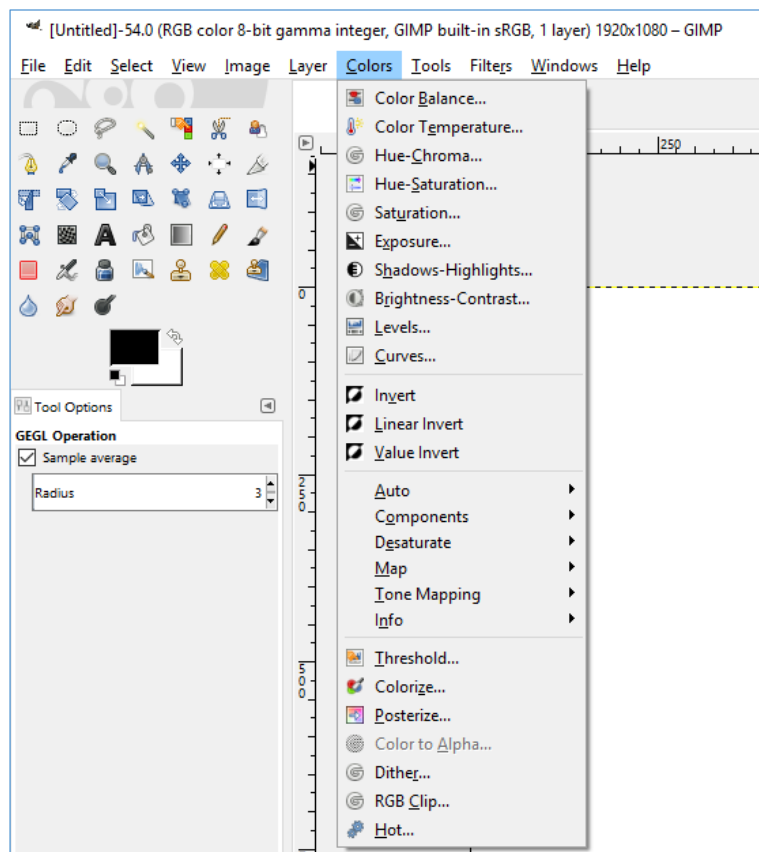 [Untitled]-54.0 (RGB color 8-bit gamma integer, GIMP built-in sRGB, 1 layer) 1920x1080 – GIMP
File Edit Select View Image Layer Colors Tools Filters Windows Help
Color Balance...
Color Temperature...
Hue-Chroma...
Hue-Saturation...
Saturation...
Exposure...
Shadows-Highlights...
Brightness-Contrast...
Levels...
Curves...
Invert
Linear Invert
Value Invert
Auto
Components
Desaturate
Map
Tone Mapping
Info
Threshold...
Colorize...
Posterize...
Color to Alpha...
Dither...
RGB Clip...
Hot...
250
0
250
500
Tool Options
GEGL Operation
Sample average
Radius 3